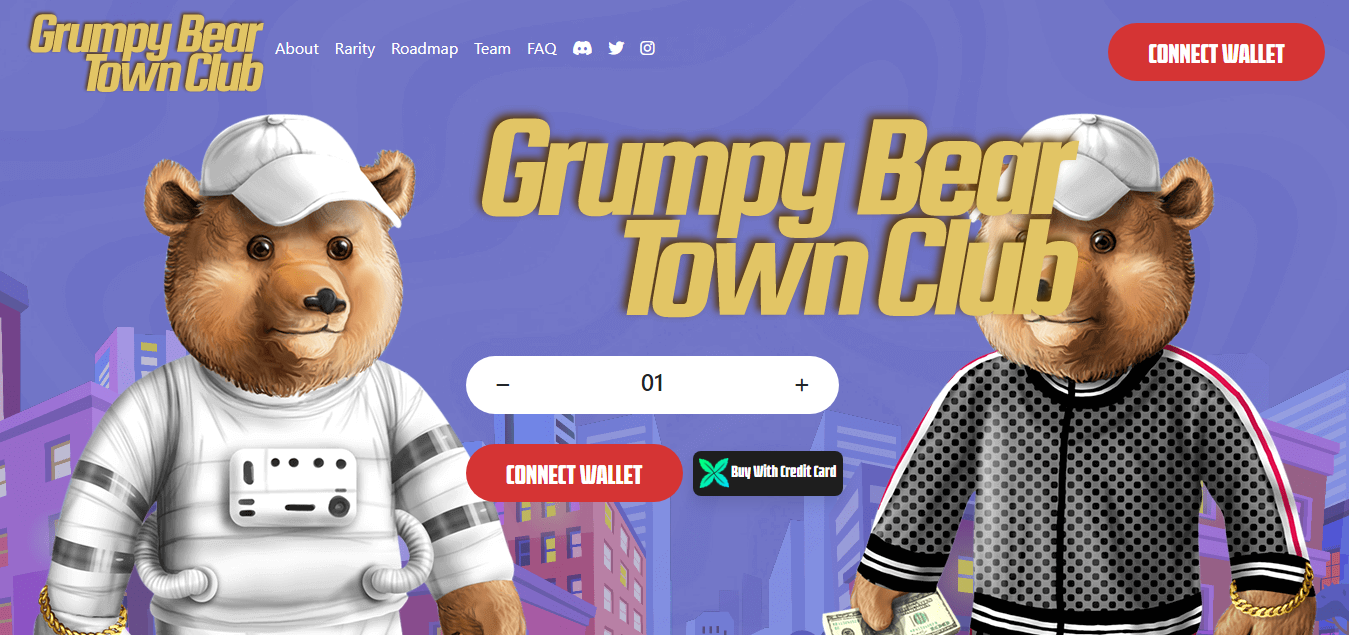 Grumpy Bear
Town Club
About Rarity Roadmap Team FAQ
CONNECT WALLET
Grumpy Bear
Town Club
− 01 +
CONNECT WALLET
Buy With Credit Card